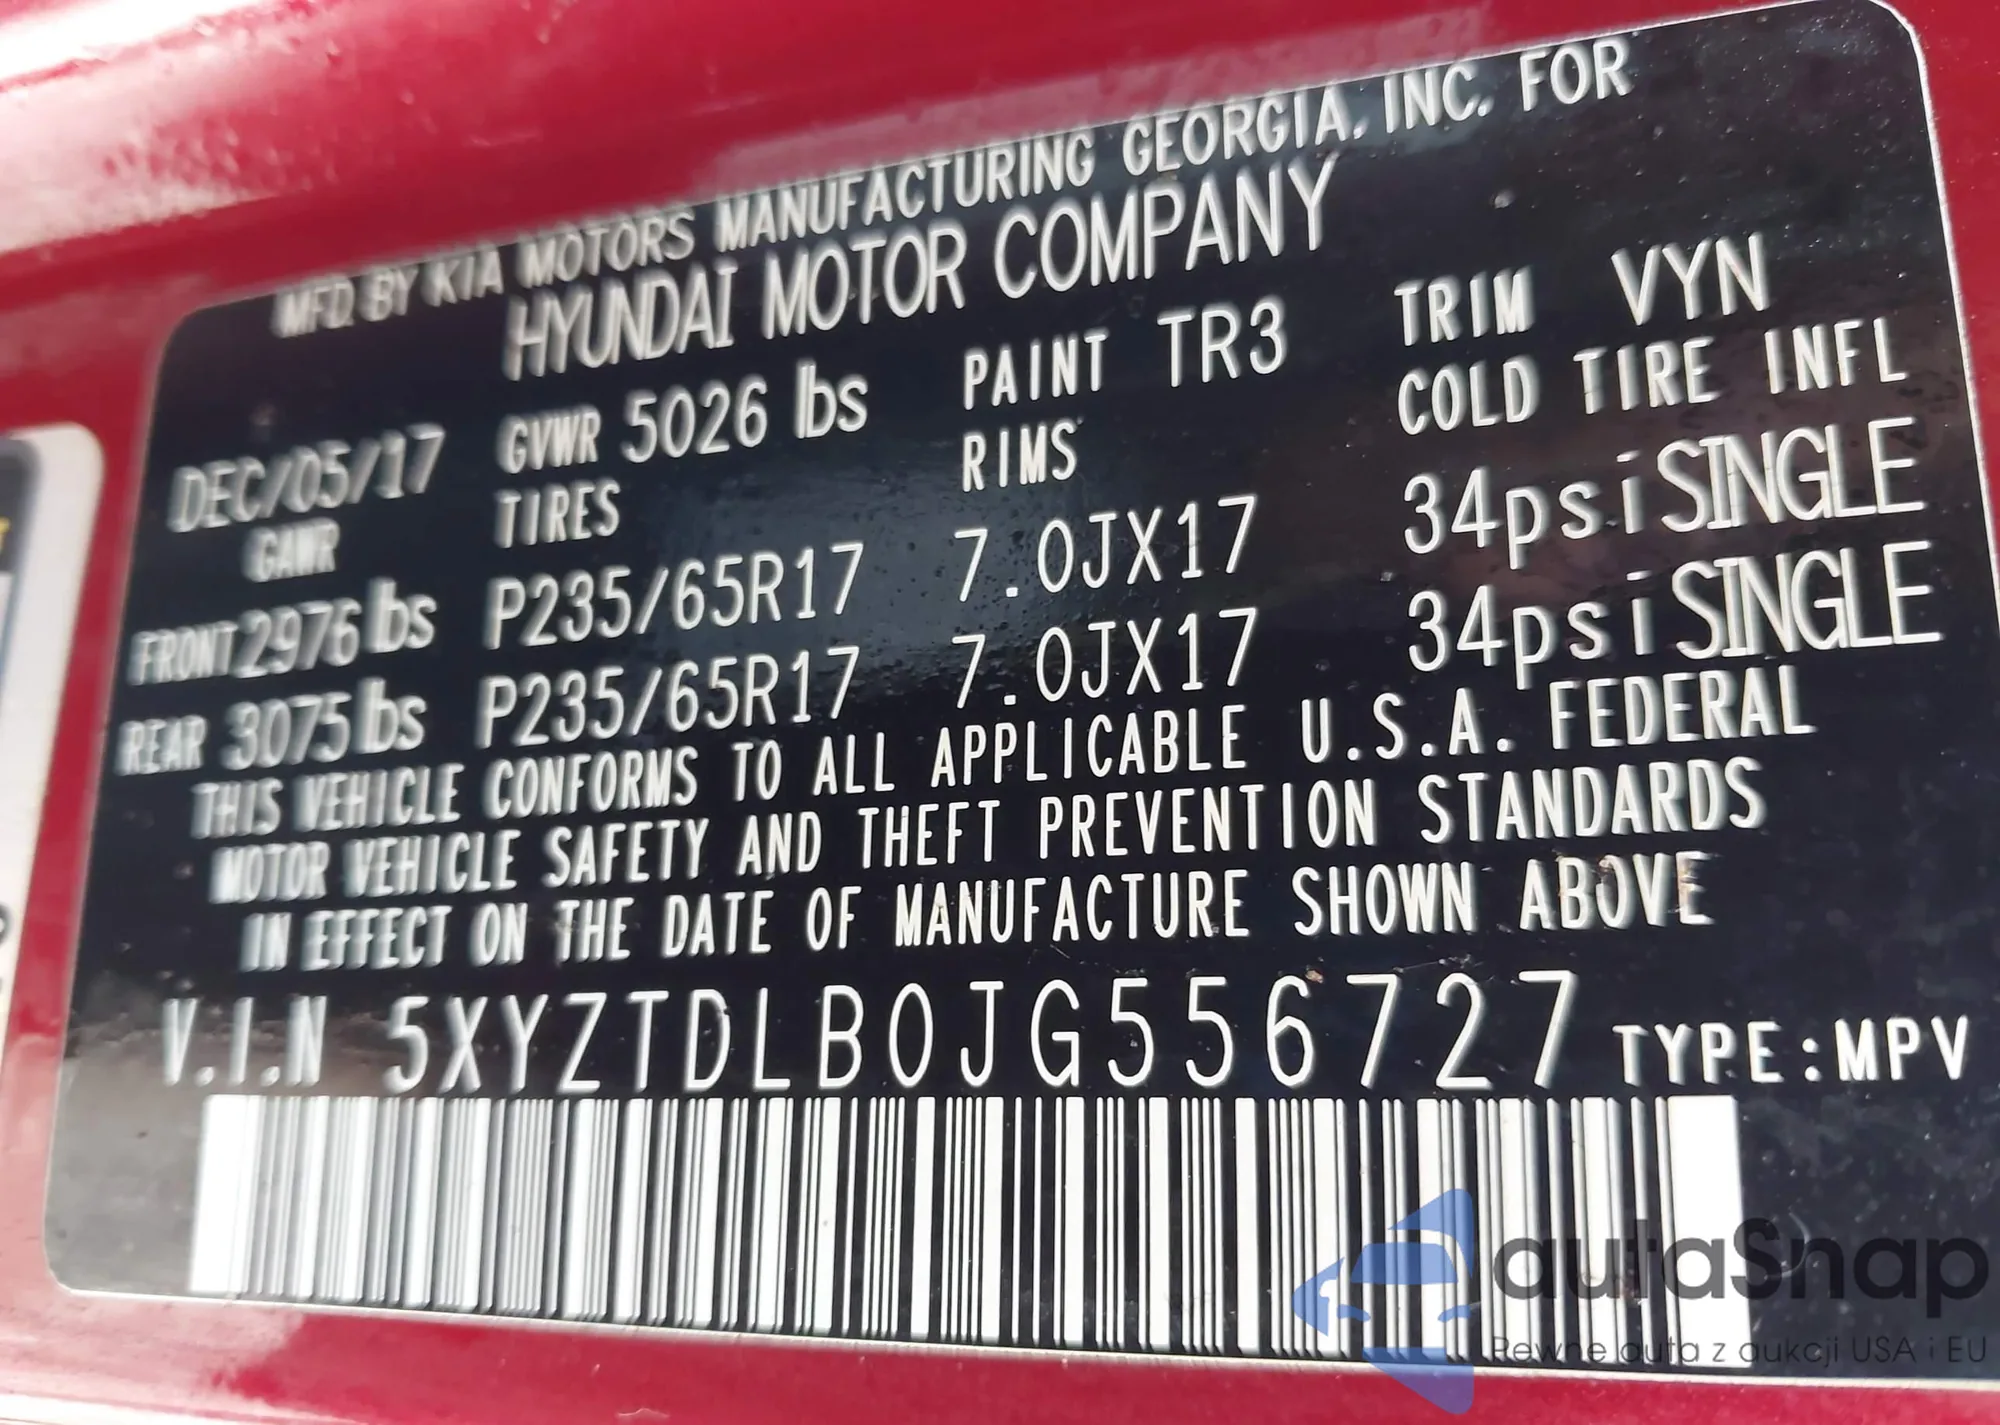 MFD. BY KIA MOTORS MANUFACTURING GEORGIA, INC. FOR
HYUNDAI MOTOR COMPANY
DEC/05/17 GVWR 5026 lbs PAINT TR3 TRIM VYN
GAWR TIRES RIMS COLD TIRE INFL
FRONT 2976 lbs P235/65R17 7.0JX17 34psi SINGLE
REAR 3075 lbs P235/65R17 7.0JX17 34psi SINGLE
THIS VEHICLE CONFORMS TO ALL APPLICABLE U.S.A. FEDERAL
MOTOR VEHICLE SAFETY AND THEFT PREVENTION STANDARDS
IN EFFECT ON THE DATE OF MANUFACTURE SHOWN ABOVE
V.I.N 5XYZTDLB0JG556727 TYPE:MPV
autaSnap
Pewne auta z aukcji USA i EU